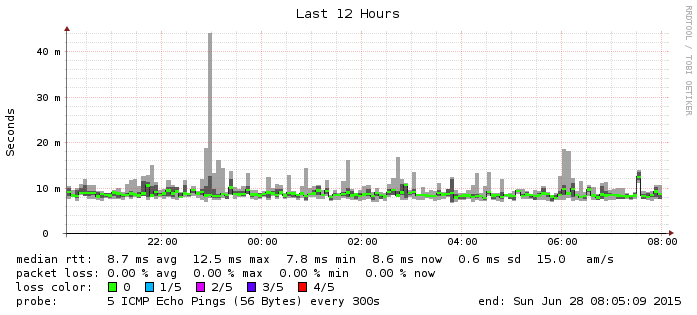 Last 12 Hours
RRDTOOL / TOBI OETIKER
Seconds
40 m
30 m
20 m
10 m
0
22:00 00:00 02:00 04:00 06:00 08:00
median rtt: 8.7 ms avg 12.5 ms max 7.8 ms min 8.6 ms now 0.6 ms sd 15.0 am/s
packet loss: 0.00 % avg 0.00 % max 0.00 % min 0.00 % now
loss color: 0 1/5 2/5 3/5 4/5
probe: 5 ICMP Echo Pings (56 Bytes) every 300s end: Sun Jun 28 08:05:09 2015